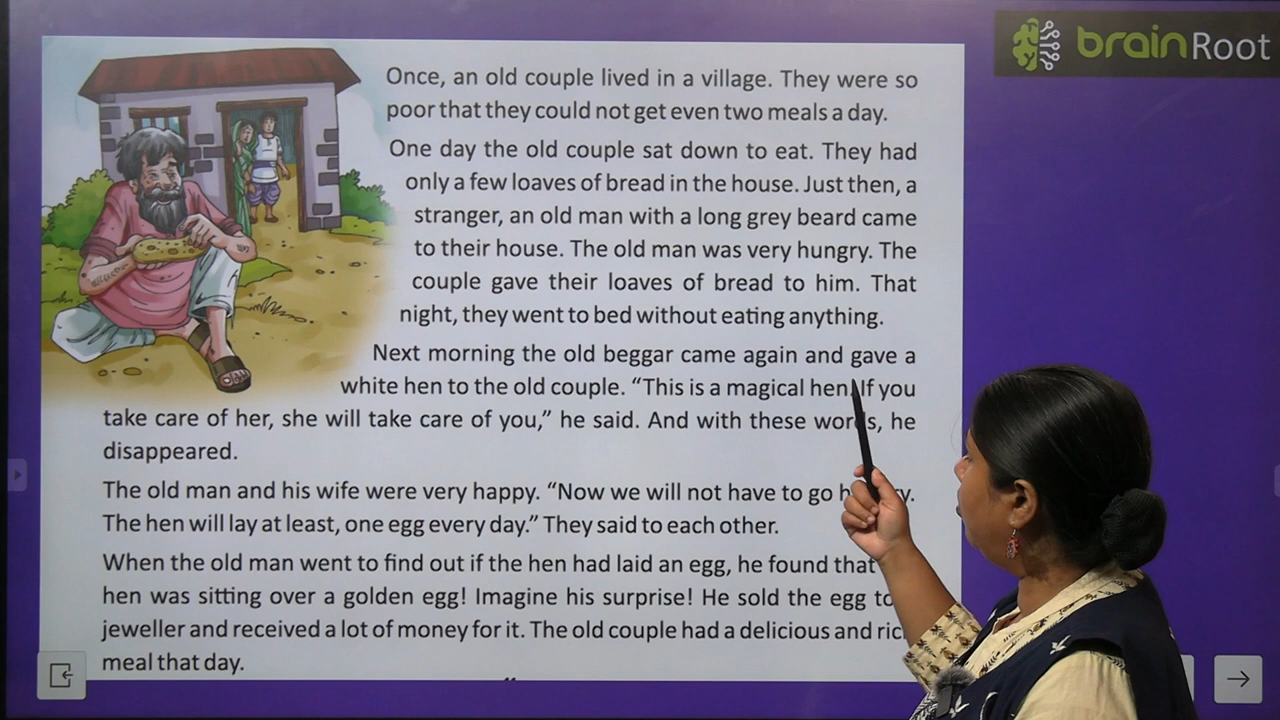 brainRoot
Once, an old couple lived in a village. They were so
poor that they could not get even two meals a day.
One day the old couple sat down to eat. They had
only a few loaves of bread in the house. Just then, a
stranger, an old man with a long grey beard came
to their house. The old man was very hungry. The
couple gave their loaves of bread to him. That
night, they went to bed without eating anything.
Next morning the old beggar came again and gave a
white hen to the old couple. “This is a magical hen. If you
take care of her, she will take care of you,” he said. And with these words, he
disappeared.
The old man and his wife were very happy. “Now we will not have to go
The hen will lay at least, one egg every day.” They said to each other.
When the old man went to find out if the hen had laid an egg, he found that
hen was sitting over a golden egg! Imagine his surprise! He sold the egg to
jeweller and received a lot of money for it. The old couple had a delicious and
meal that day.